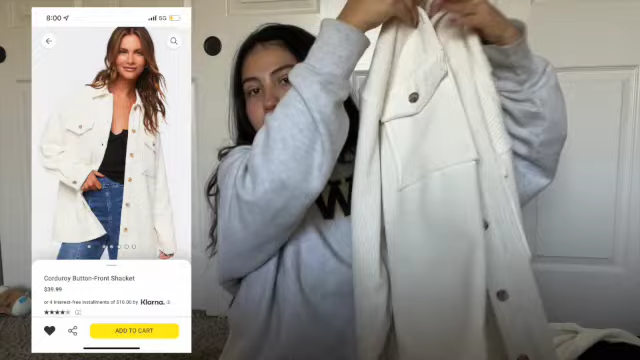 8:00
5G
Corduroy Button-Front Shacket
$39.99
or 4 interest-free installments of $10.00 by Klarna.
ADD TO CART
W